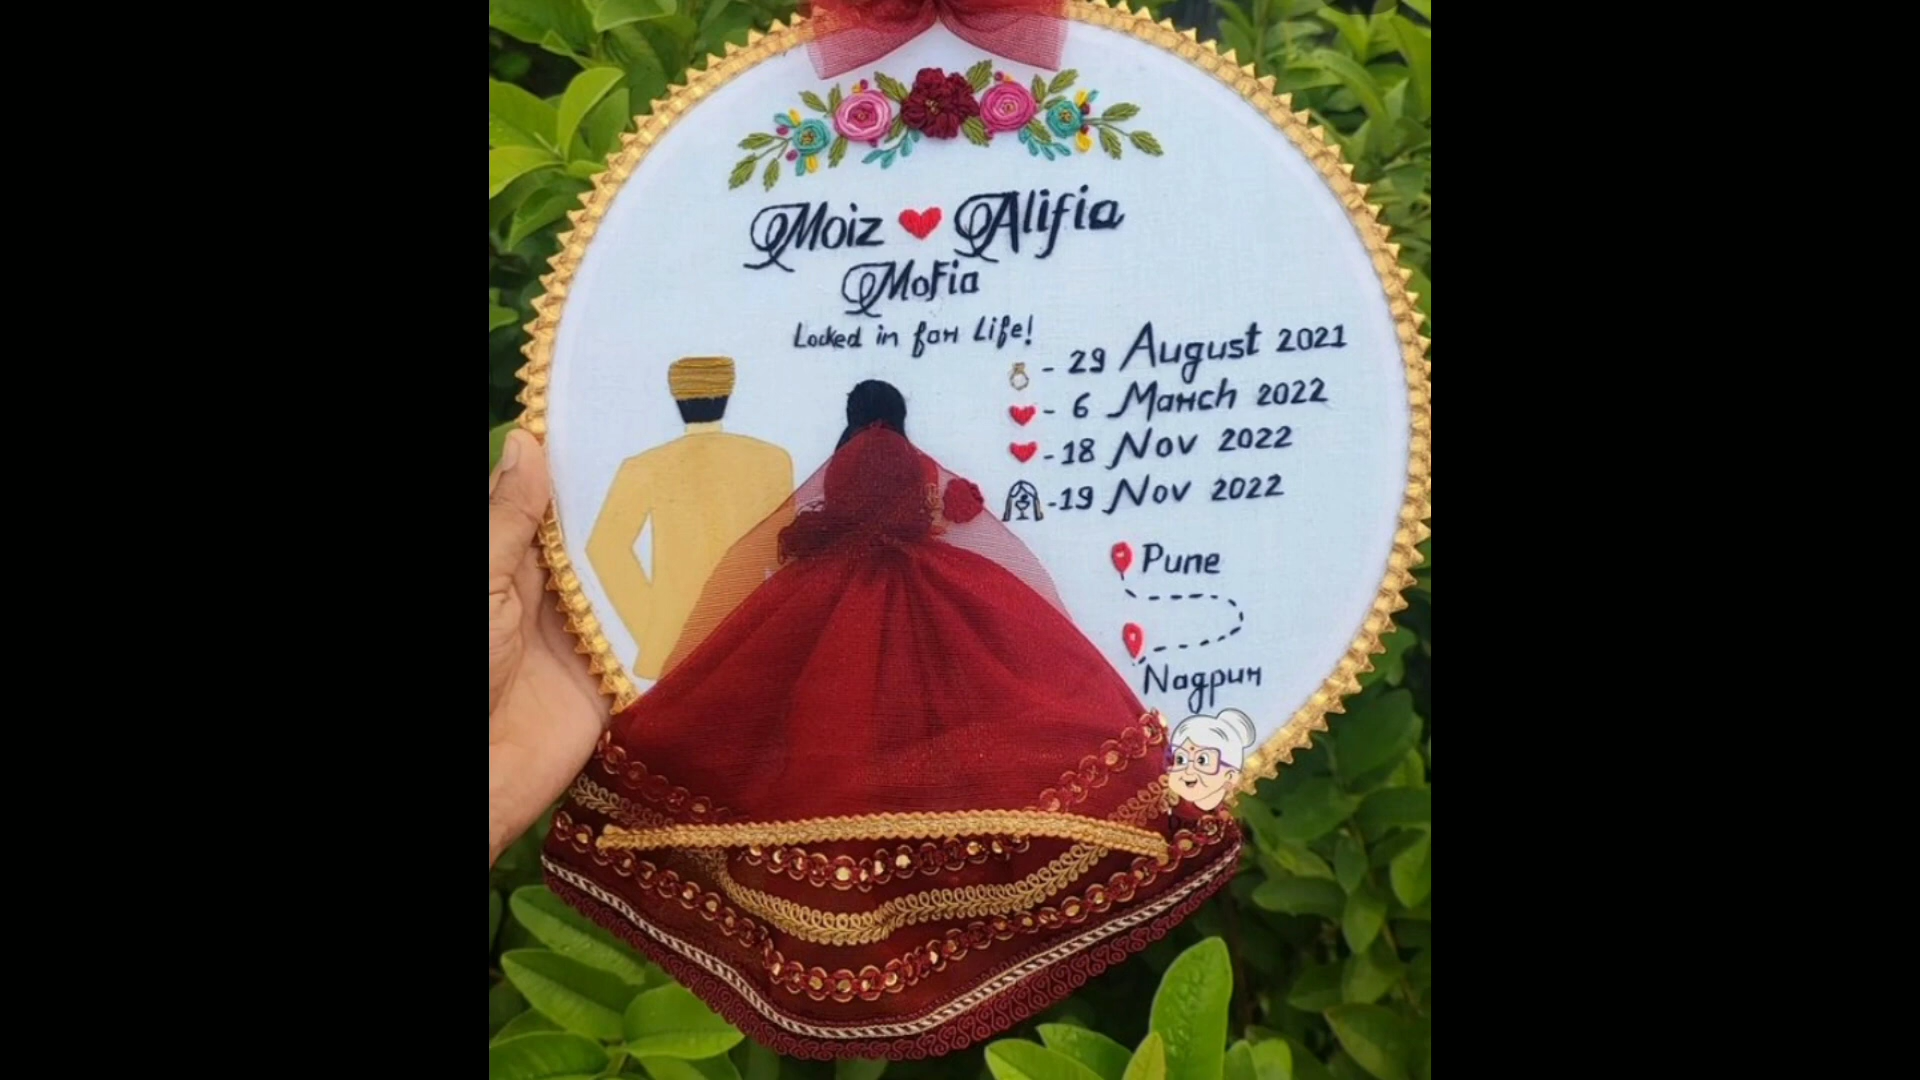 Moiz ❤ Alifia
Mofia
Locked in for Life!
- 29 August 2021
- 6 March 2022
- 18 Nov 2022
- 19 Nov 2022
Pune
Nagpur